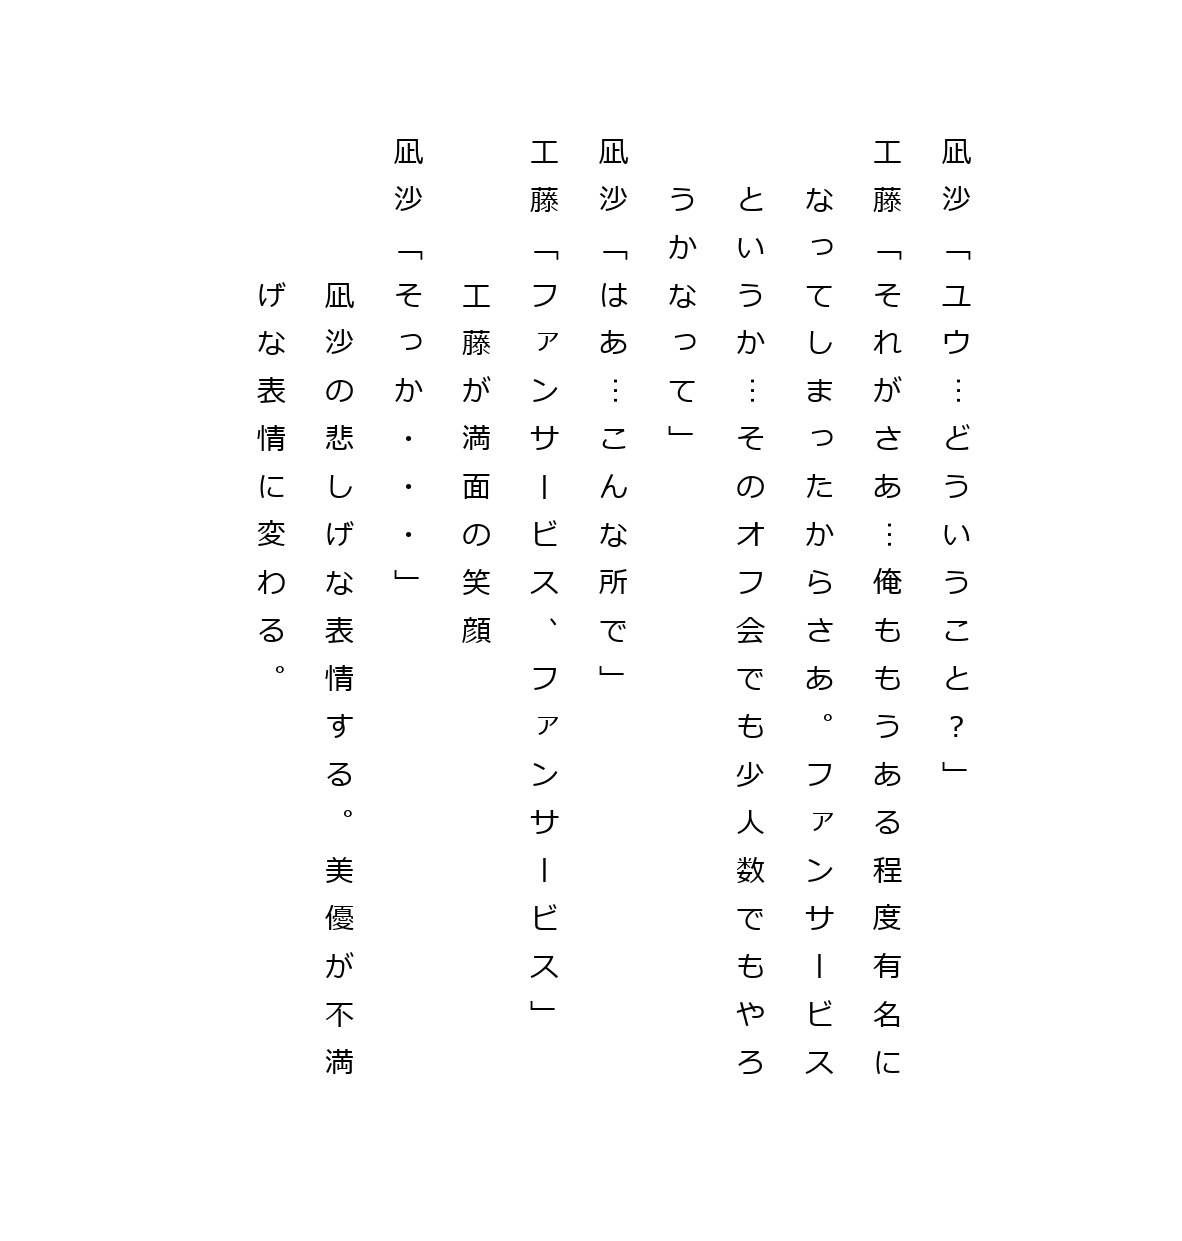 凪沙「ユウ…どういうこと?」
工藤「それがさあ…俺ももうある程度有名に
なってしまったからさあ。ファンサービス
というか…そのオフ会でも少人数でもやろ
うかなって」
凪沙「はあ…こんな所で」
工藤「ファンサービス、ファンサービス」
工藤が満面の笑顔
凪沙「そっか・・・」
凪沙の悲しげな表情する。美優が不満
げな表情に変わる。